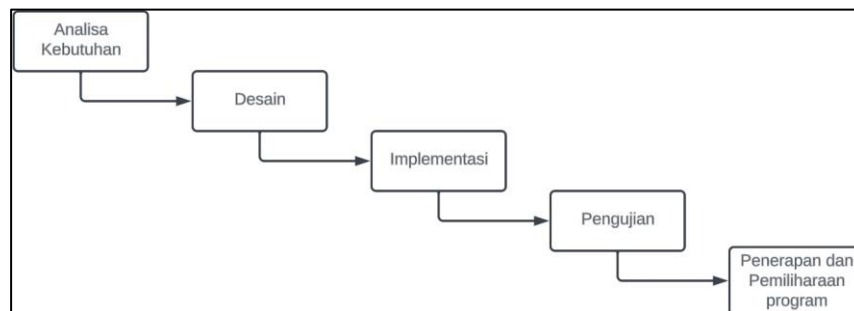 Analisa
Kebutuhan
Desain
Implementasi
Pengujian
Penerapan dan
Pemiliharaan
program